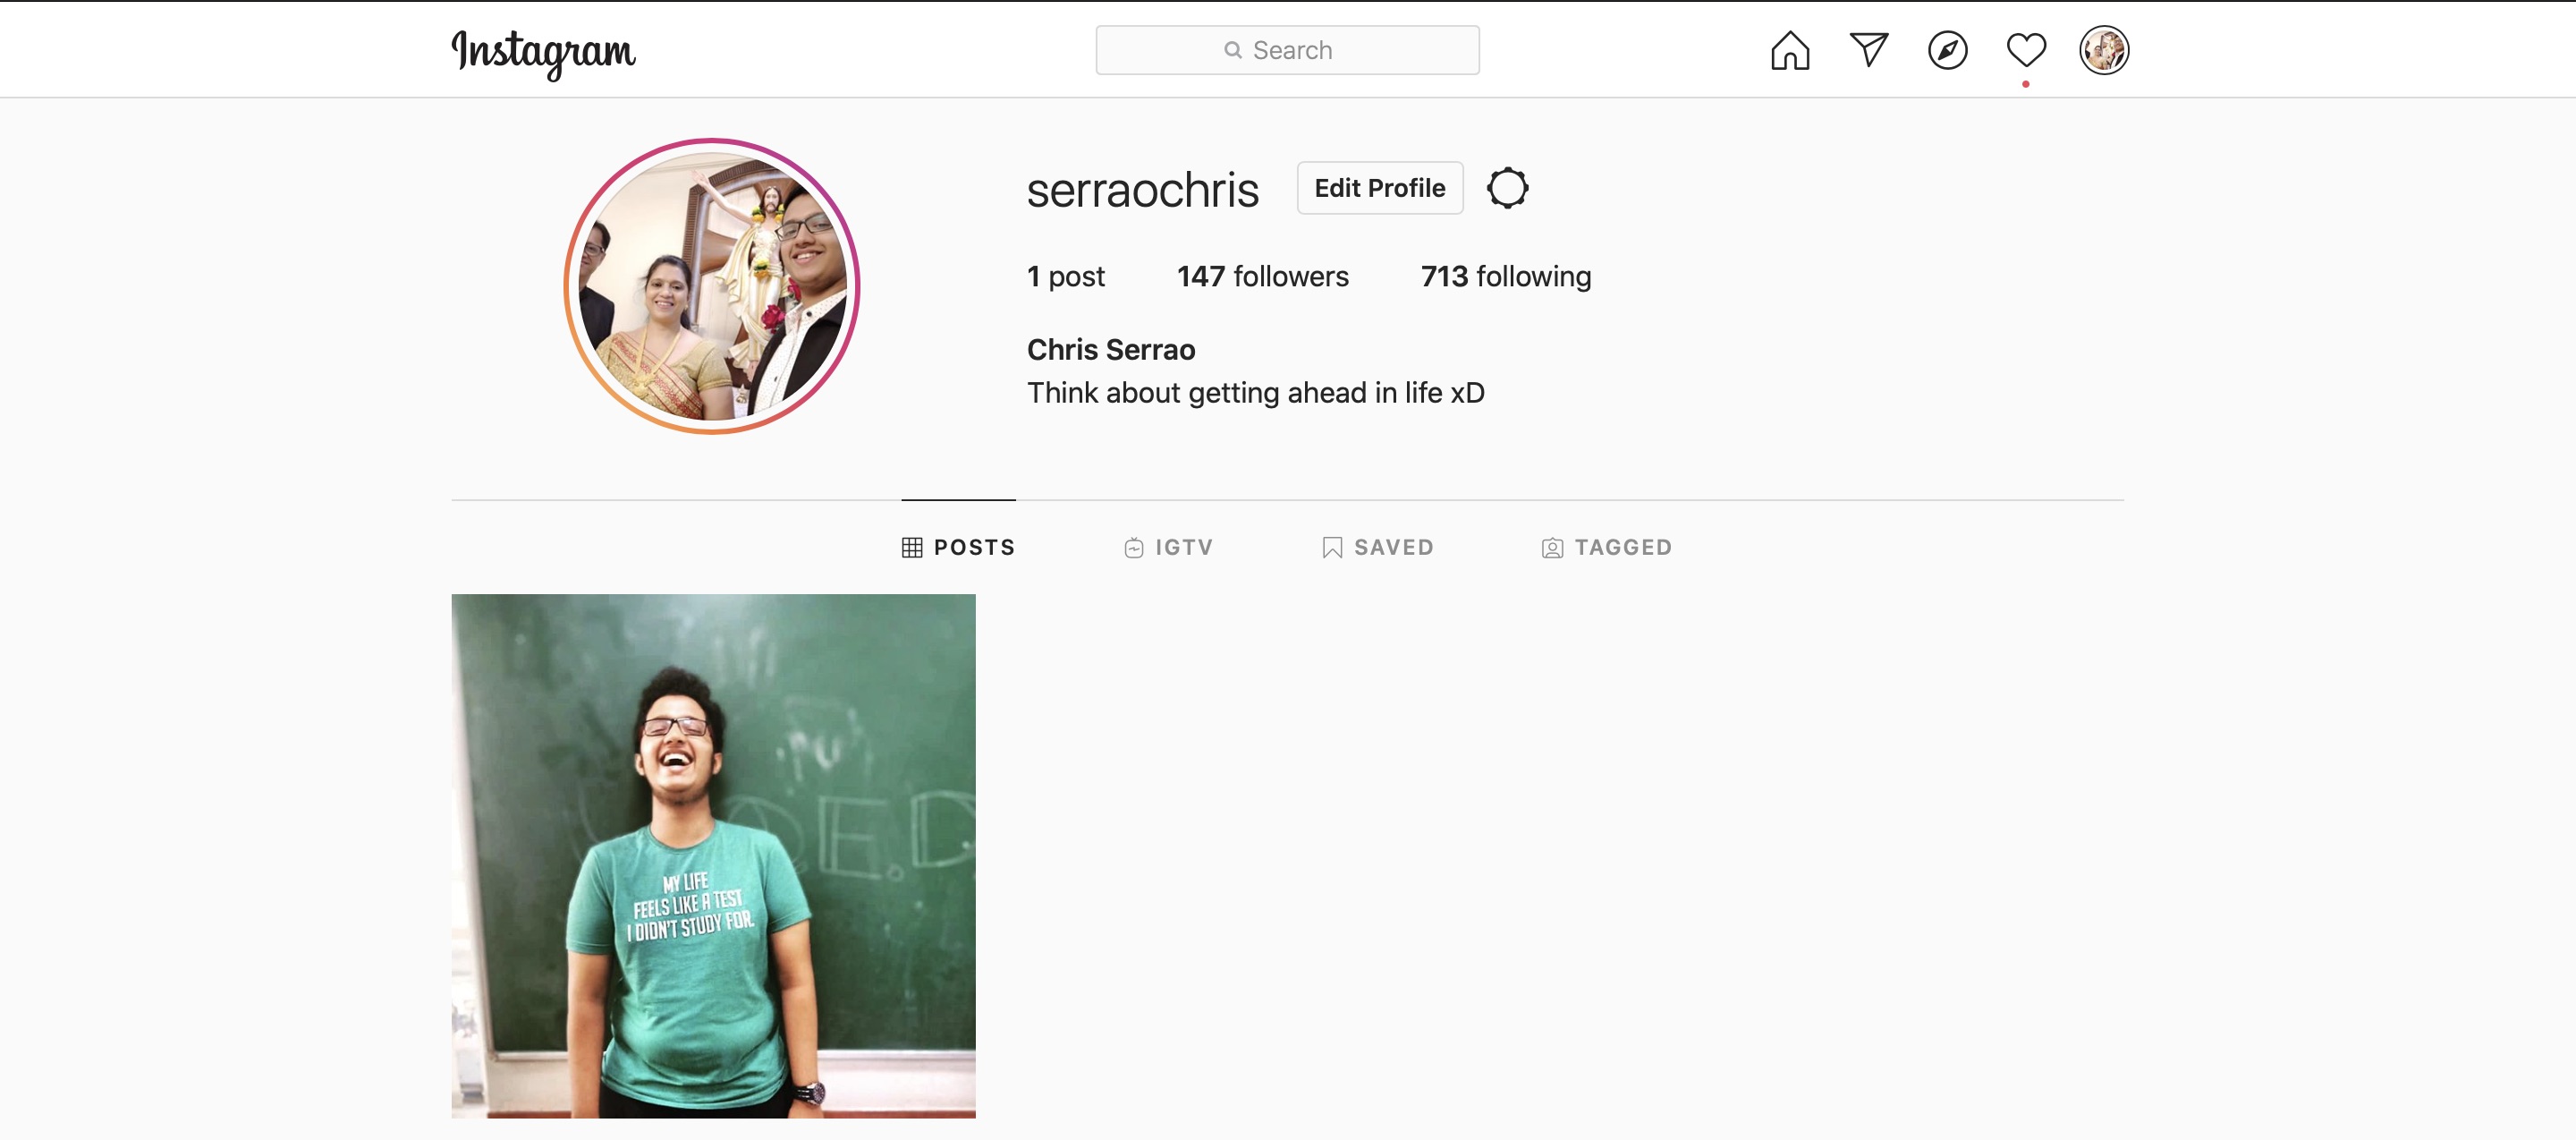 Instagram
Search
serraochris
Edit Profile
1 post 147 followers 713 following
Chris Serrao
Think about getting ahead in life xD
POSTS IGTV SAVED TAGGED
MY LIFE
FEELS LIKE A TEST
I DIDN'T STUDY FOR.